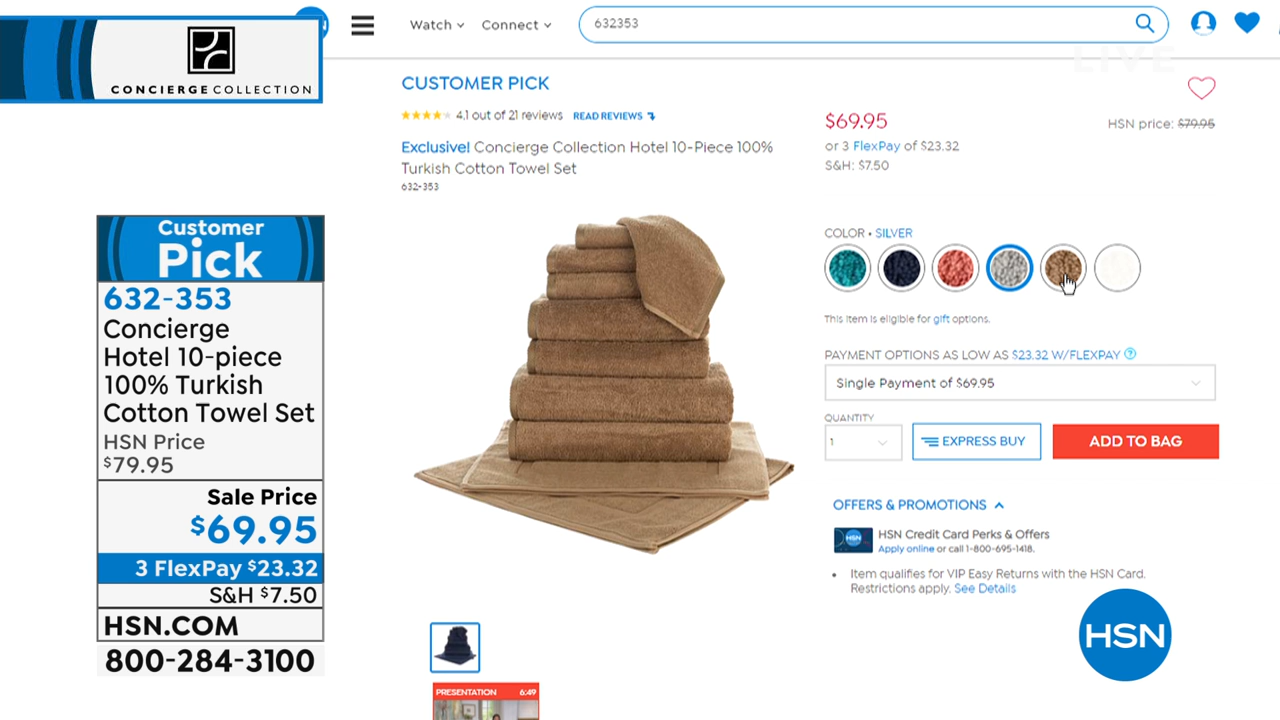 CONCIERGE COLLECTION
Customer
Pick
632-353
Concierge
Hotel 10-piece
100% Turkish
Cotton Towel Set
HSN Price
$79.95
Sale Price
$69.95
3 FlexPay $23.32
S&H $7.50
HSN.COM
800-284-3100
Watch
Connect
632353
LIVE
CUSTOMER PICK
4.1 out of 21 reviews READ REVIEWS
Exclusive! Concierge Collection Hotel 10-Piece 100%
Turkish Cotton Towel Set
632-353
$69.95
HSN price: $79.95
or 3 FlexPay of $23.32
S&H: $7.50
COLOR • SILVER
This item is eligible for gift options.
PAYMENT OPTIONS AS LOW AS $23.32 W/FLEXPAY ?
Single Payment of $69.95
QUANTITY
1
EXPRESS BUY
ADD TO BAG
OFFERS & PROMOTIONS
HSN
HSN Credit Card Perks & Offers
Apply online or call 1-800-695-1418.
• Item qualifies for VIP Easy Returns with the HSN Card.
Restrictions apply. See Details
HSN
PRESENTATION 6:49